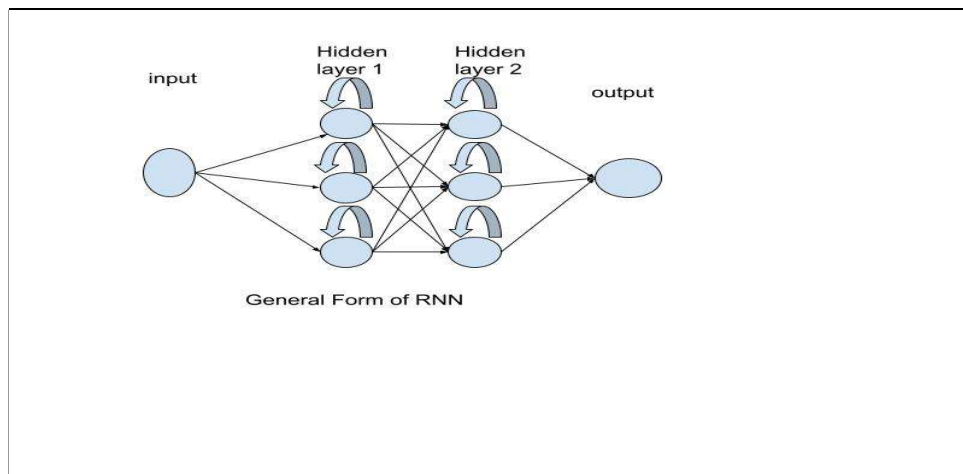 input
Hidden
layer 1
Hidden
layer 2
output
General Form of RNN